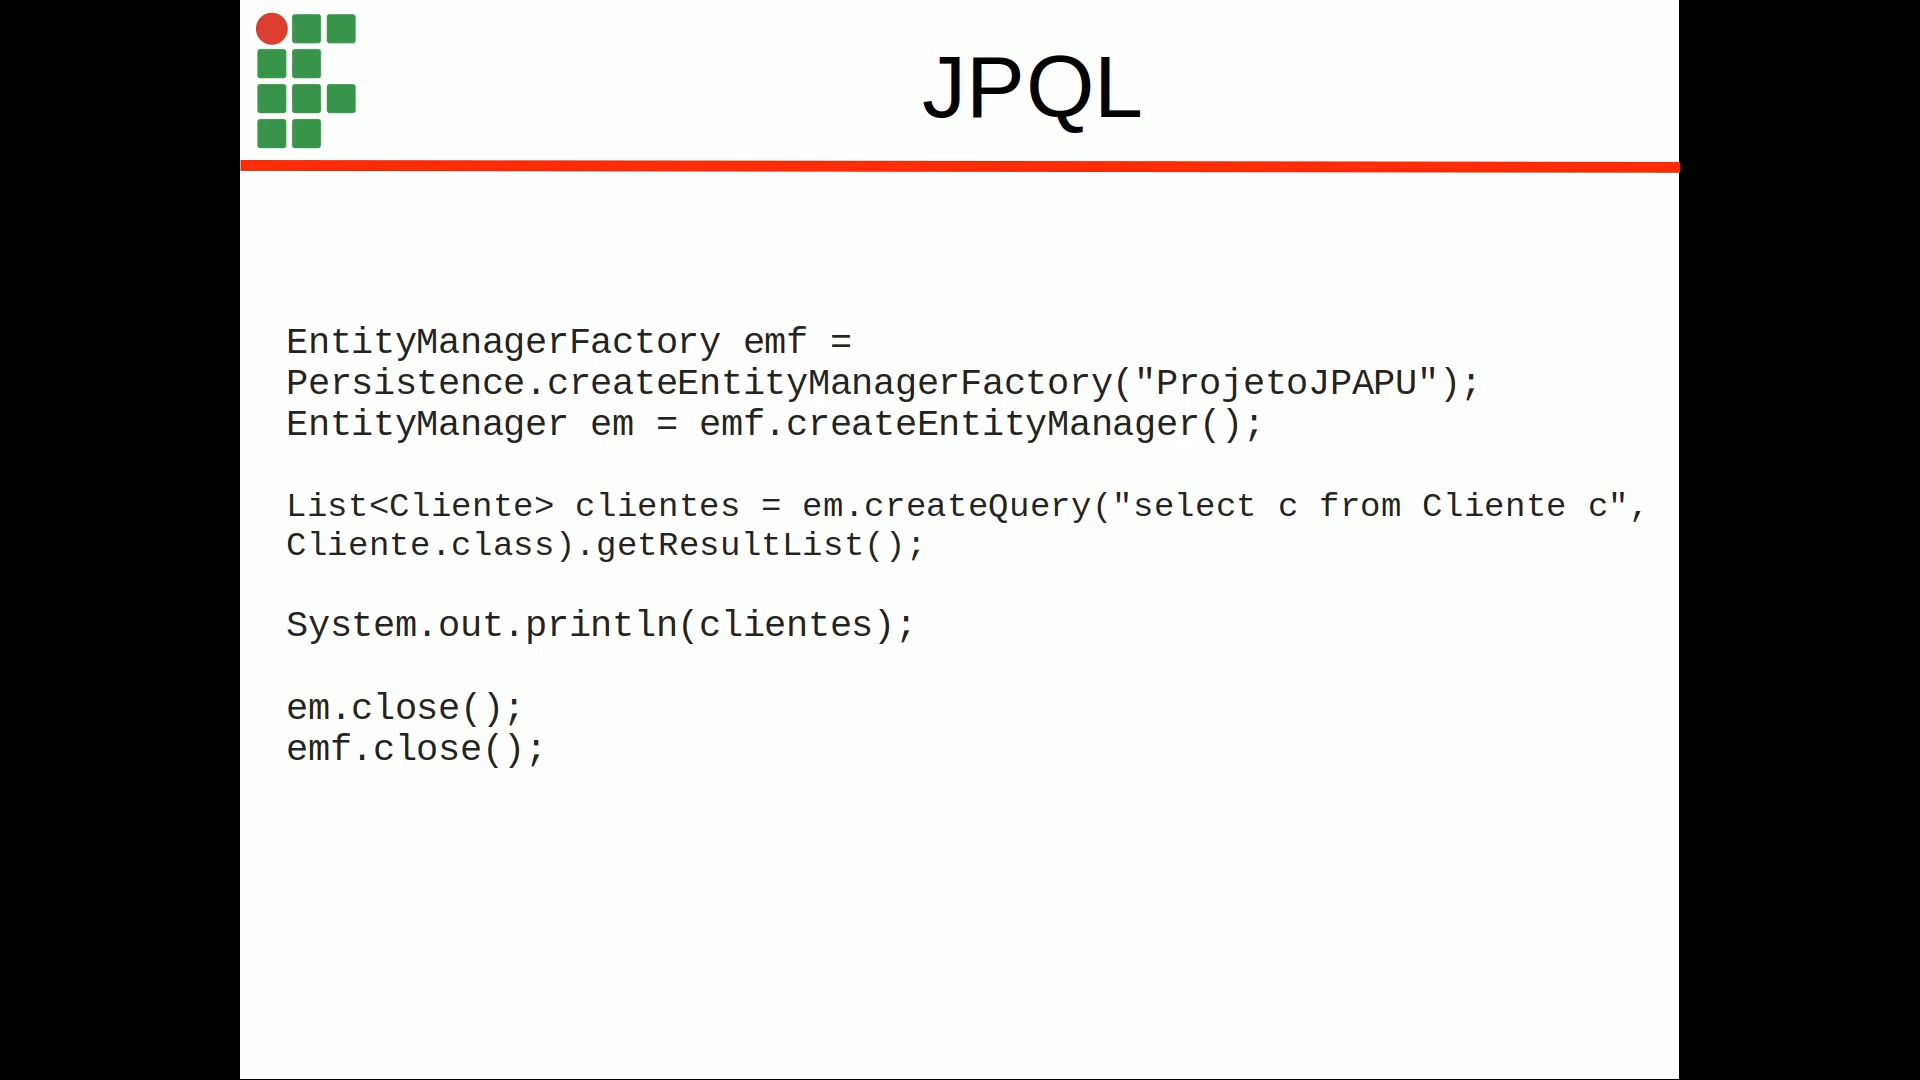 JPQL
EntityManagerFactory emf =
Persistence.createEntityManagerFactory("ProjetoJPAPU");
EntityManager em = emf.createEntityManager();
List<Cliente> clientes = em.createQuery("select c from Cliente c",
Cliente.class).getResultList();
System.out.println(clientes);
em.close();
emf.close();